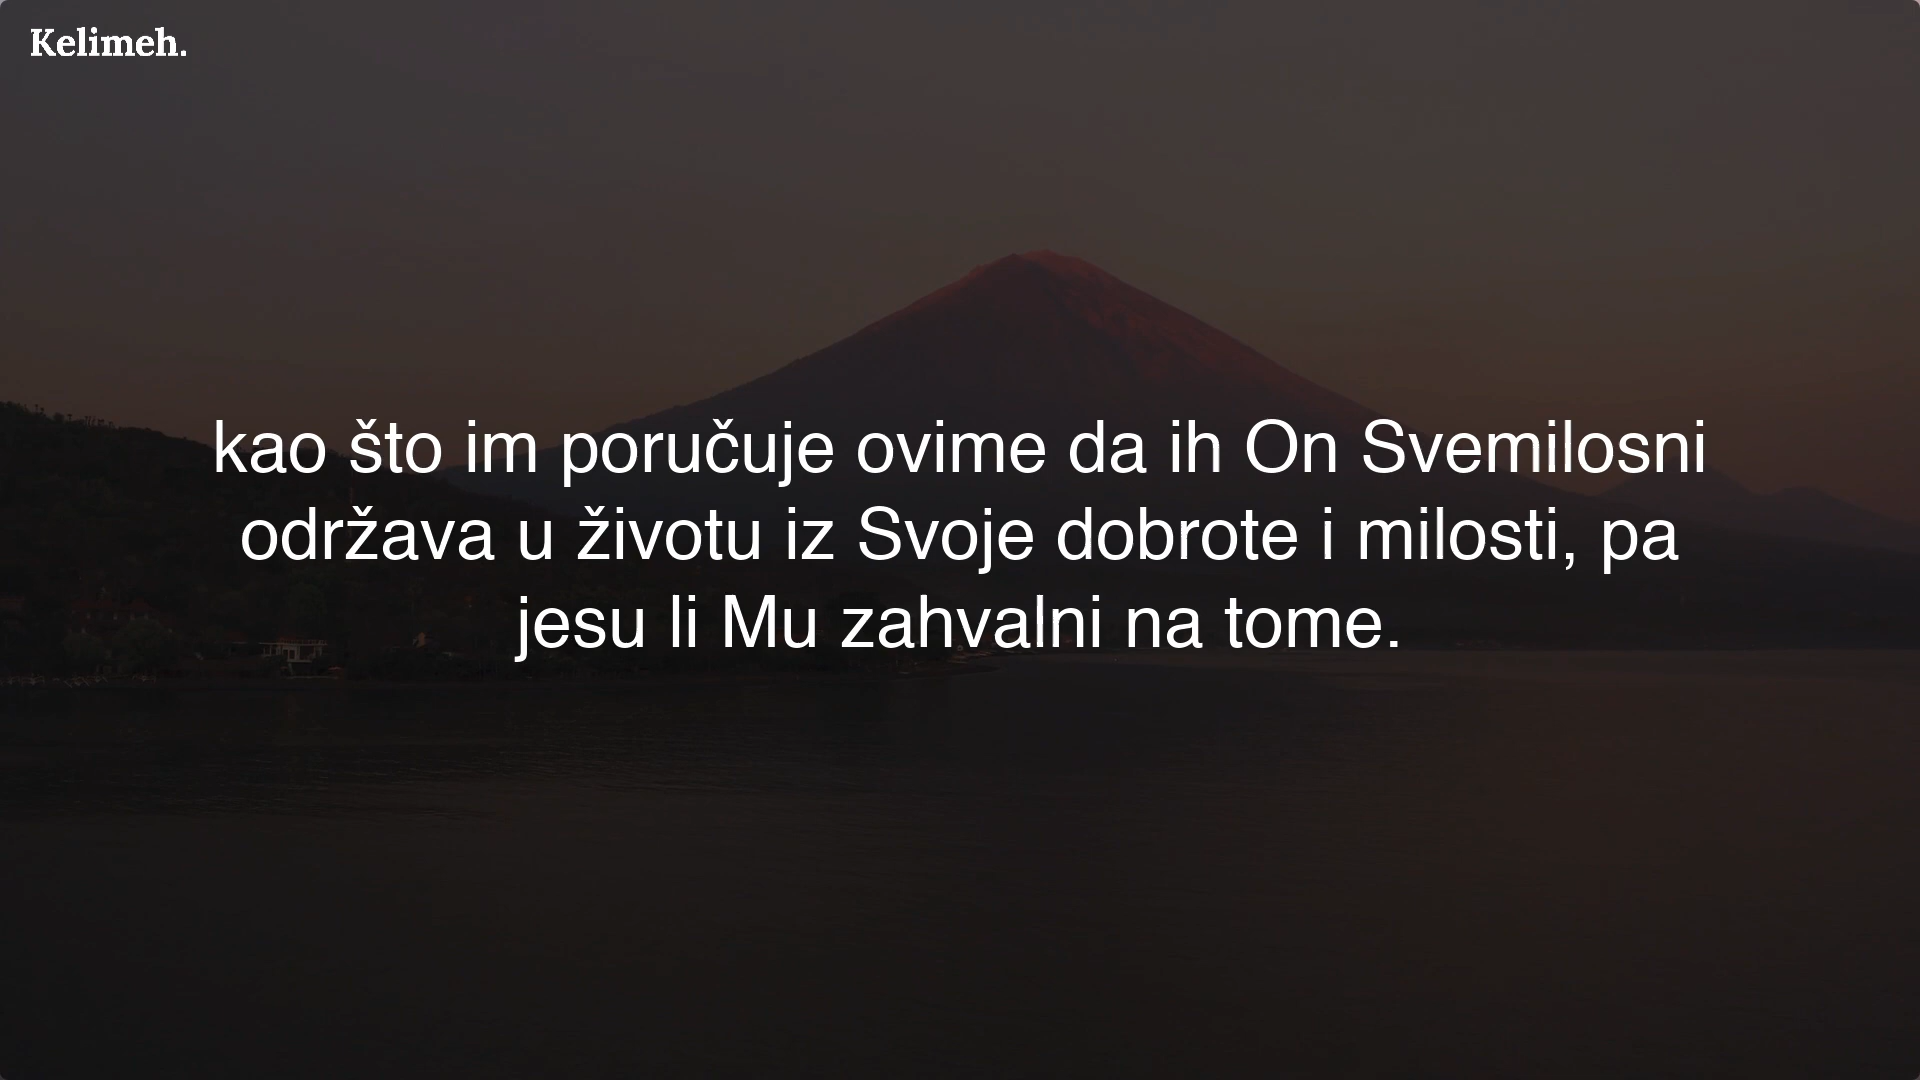 Kelimeh.
kao što im poručuje ovime da ih On Svemilosni
održava u životu iz Svoje dobrote i milosti, pa
jesu li Mu zahvalni na tome.